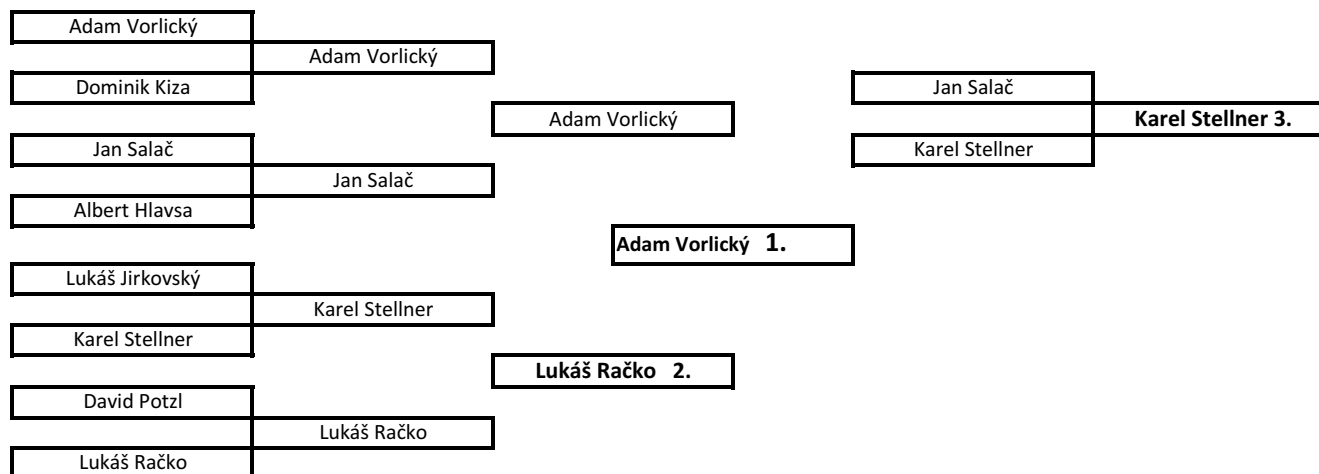 Adam Vorlický
Adam Vorlický
Dominik Kiza
Jan Salač
Adam Vorlický
Karel Stellner 3.
Jan Salač
Karel Stellner
Jan Salač
Albert Hlavsa
Adam Vorlický 1.
Lukáš Jirkovský
Karel Stellner
Karel Stellner
Lukáš Račko 2.
David Potzl
Lukáš Račko
Lukáš Račko